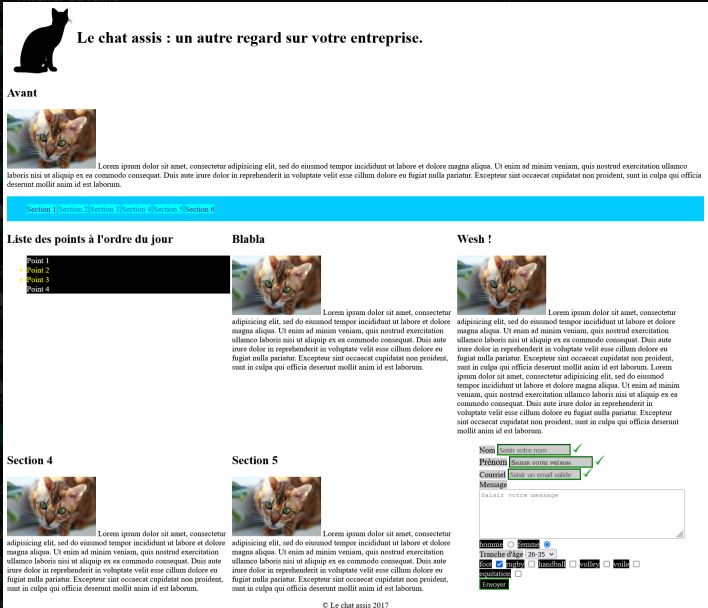 Le chat assis : un autre regard sur votre entreprise.
Avant
Lorem ipsum dolor sit amet, consectetur adipisicing elit, sed do eiusmod tempor incididunt ut labore et dolore magna aliqua. Ut enim ad minim veniam, quis nostrud exercitation ullamco
laboris nisi ut aliquip ex ea commodo consequat. Duis aute irure dolor in reprehenderit in voluptate velit esse cillum dolore eu fugiat nulla pariatur. Excepteur sint occaecat cupidatat non proident, sunt in culpa qui officia
deserunt mollit anim id est laborum.
Section 1 Section 2 Section 3 Section 4 Section 5 Section 6
Liste des points à l'ordre du jour
Point 1
Point 2
Point 3
Point 4
Blabla
Lorem ipsum dolor sit amet, consectetur
adipisicing elit, sed do eiusmod tempor incididunt ut labore et dolore
magna aliqua. Ut enim ad minim veniam, quis nostrud exercitation
ullamco laboris nisi ut aliquip ex ea commodo consequat. Duis aute
irure dolor in reprehenderit in voluptate velit esse cillum dolore eu
fugiat nulla pariatur. Excepteur sint occaecat cupidatat non proident,
sunt in culpa qui officia deserunt mollit anim id est laborum.
Wesh !
Lorem ipsum dolor sit amet, consectetur
adipisicing elit, sed do eiusmod tempor incididunt ut labore et dolore
magna aliqua. Ut enim ad minim veniam, quis nostrud exercitation
ullamco laboris nisi ut aliquip ex ea commodo consequat. Duis aute
irure dolor in reprehenderit in voluptate velit esse cillum dolore eu
fugiat nulla pariatur. Excepteur sint occaecat cupidatat non proident,
sunt in culpa qui officia deserunt mollit anim id est laborum. Lorem
ipsum dolor sit amet, consectetur adipisicing elit, sed do eiusmod
tempor incididunt ut labore et dolore magna aliqua. Ut enim ad minim
veniam, quis nostrud exercitation ullamco laboris nisi ut aliquip ex ea
commodo consequat. Duis aute irure dolor in reprehenderit in
voluptate velit esse cillum dolore eu fugiat nulla pariatur. Excepteur
sint occaecat cupidatat non proident, sunt in culpa qui officia deserunt
mollit anim id est laborum.
Section 4
Lorem ipsum dolor sit amet, consectetur
adipisicing elit, sed do eiusmod tempor incididunt ut labore et dolore
magna aliqua. Ut enim ad minim veniam, quis nostrud exercitation
ullamco laboris nisi ut aliquip ex ea commodo consequat. Duis aute
irure dolor in reprehenderit in voluptate velit esse cillum dolore eu
fugiat nulla pariatur. Excepteur sint occaecat cupidatat non proident,
sunt in culpa qui officia deserunt mollit anim id est laborum.
Section 5
Lorem ipsum dolor sit amet, consectetur
adipisicing elit, sed do eiusmod tempor incididunt ut labore et dolore
magna aliqua. Ut enim ad minim veniam, quis nostrud exercitation
ullamco laboris nisi ut aliquip ex ea commodo consequat. Duis aute
irure dolor in reprehenderit in voluptate velit esse cillum dolore eu
fugiat nulla pariatur. Excepteur sint occaecat cupidatat non proident,
sunt in culpa qui officia deserunt mollit anim id est laborum.
Nom Saisir votre nom
Prénom Saisir votre prénom
Courriel Saisir un email valide
Message
Saisir votre message
homme femme
Tranche d'âge 26-35
foot rugby handball volley voile
equitation
Envoyer
© Le chat assis 2017